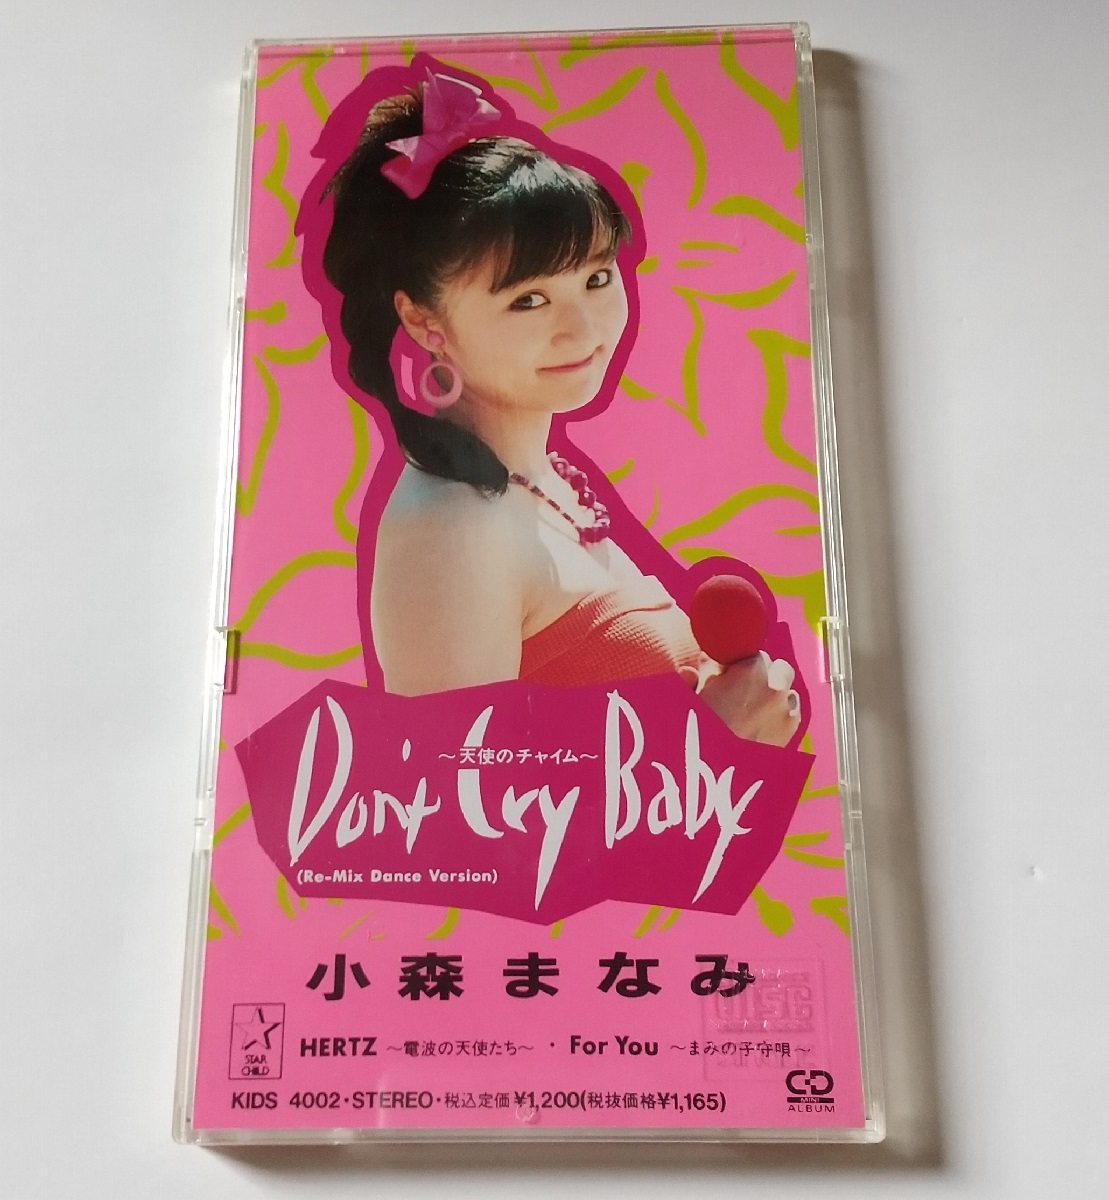 Don't Cry Baby
～天使のチャイム～
(Re-Mix Dance Version)
小森まなみ
HERTZ ～電波の天使たち～ ・ For You ～まみの子守唄～
STAR
CHILD
KIDS 4002・STEREO・税込定価¥1,200(税抜価格¥1,165)
CD
MINI
ALBUM
DISC